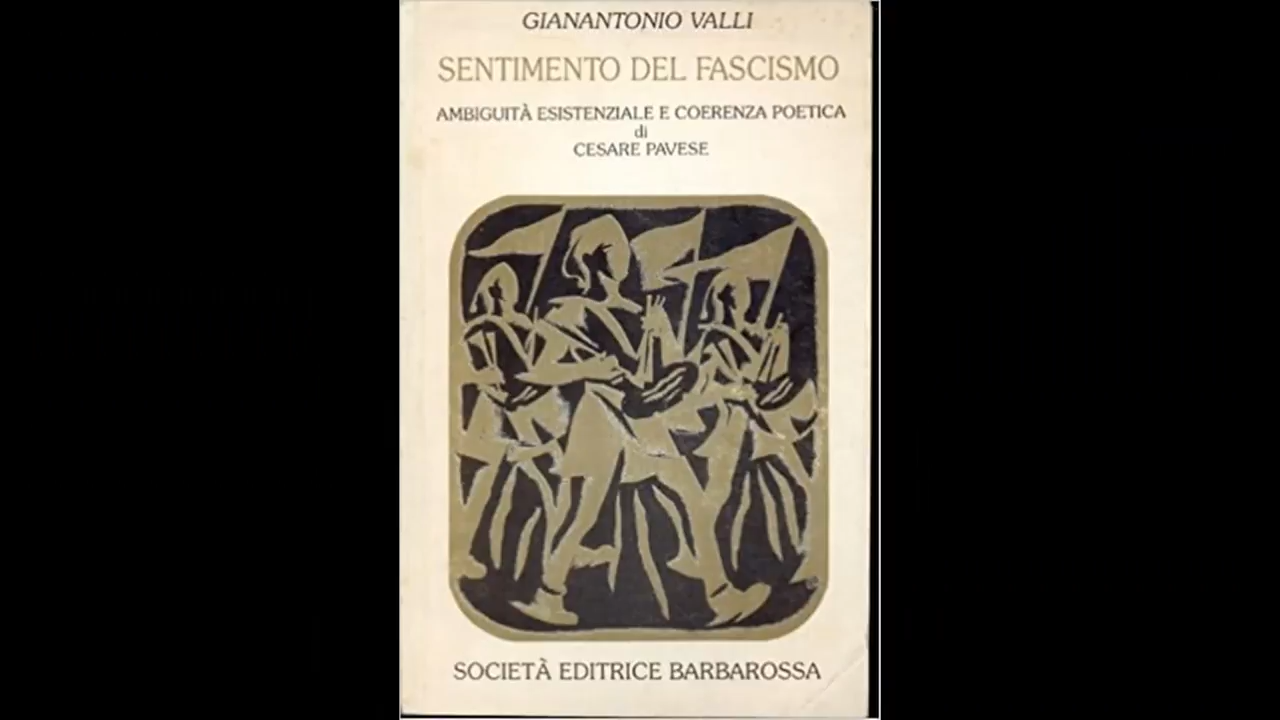 GIANANTONIO VALLI
SENTIMENTO DEL FASCISMO
AMBIGUITÀ ESISTENZIALE E COERENZA POETICA
di
CESARE PAVESE
SOCIETÀ EDITRICE BARBAROSSA